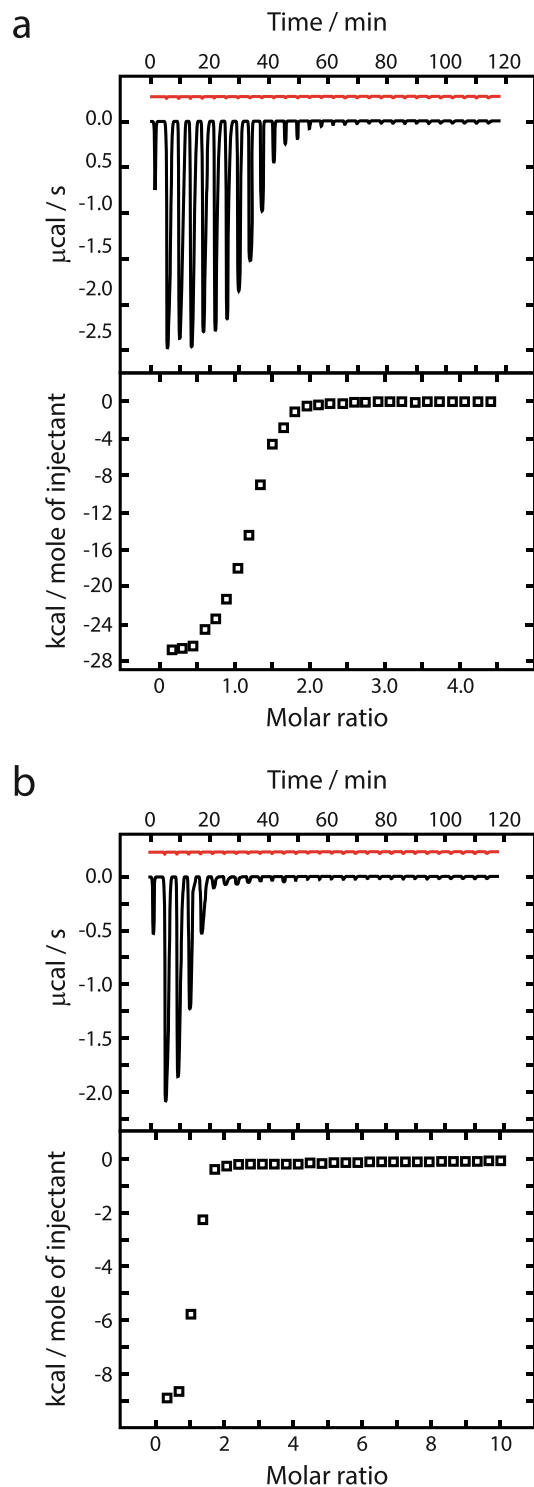 a
Time / min
0 20 40 60 80 100 118
0.0
0.5
-1.0
-1.5
-2.0
-2.5
μcal / s
0
-4
-8
-12
-16
-20
-24
-28
kcal / mole of injectant
0 1.0 2.0 3.0 4.0
Molar ratio
b
Time / min
0 20 40 60 80 100 118
0.0
-0.5
-1.0
-1.5
-2.0
μcal / s
0
-2
-4
-6
-8
kcal / mole of injectant
0 2 4 6 8 10
Molar ratio